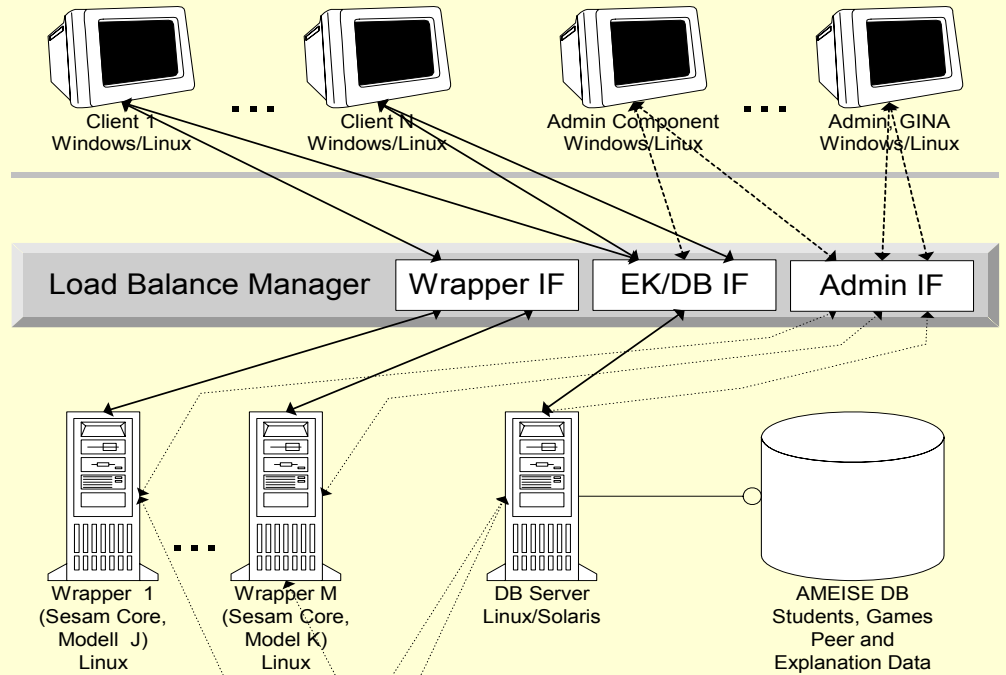 Client 1
Windows/Linux
...
Client N
Windows/Linux
Admin Component
Windows/Linux
...
Admin, GINA
Windows/Linux
Load Balance Manager
Wrapper IF
EK/DB IF
Admin IF
...
Wrapper 1
(Sesam Core,
Modell J)
Linux
Wrapper M
(Sesam Core,
Model K)
Linux
DB Server
Linux/Solaris
AMEISE DB
Students, Games
Peer and
Explanation Data